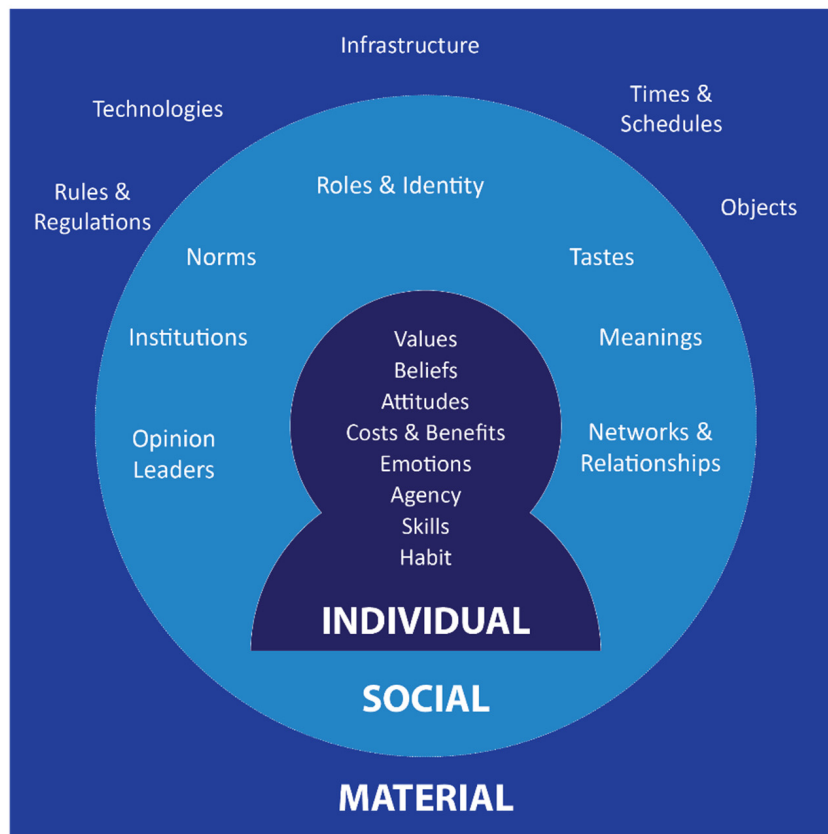 Infrastructure
Technologies
Times &
Schedules
Rules &
Regulations
Objects
Roles & Identity
Norms
Tastes
Institutions
Meanings
Opinion
Leaders
Networks &
Relationships
Values
Beliefs
Attitudes
Costs & Benefits
Emotions
Agency
Skills
Habit
INDIVIDUAL
SOCIAL
MATERIAL